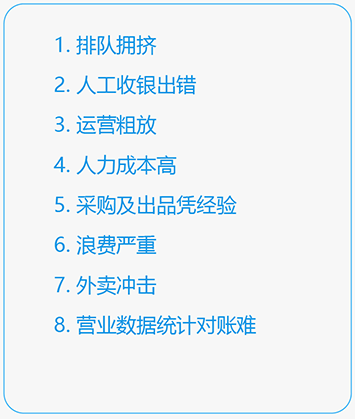 1. 排队拥挤
2. 人工收银出错
3. 运营粗放
4. 人力成本高
5. 采购及出品凭经验
6. 浪费严重
7. 外卖冲击
8. 营业数据统计对账难